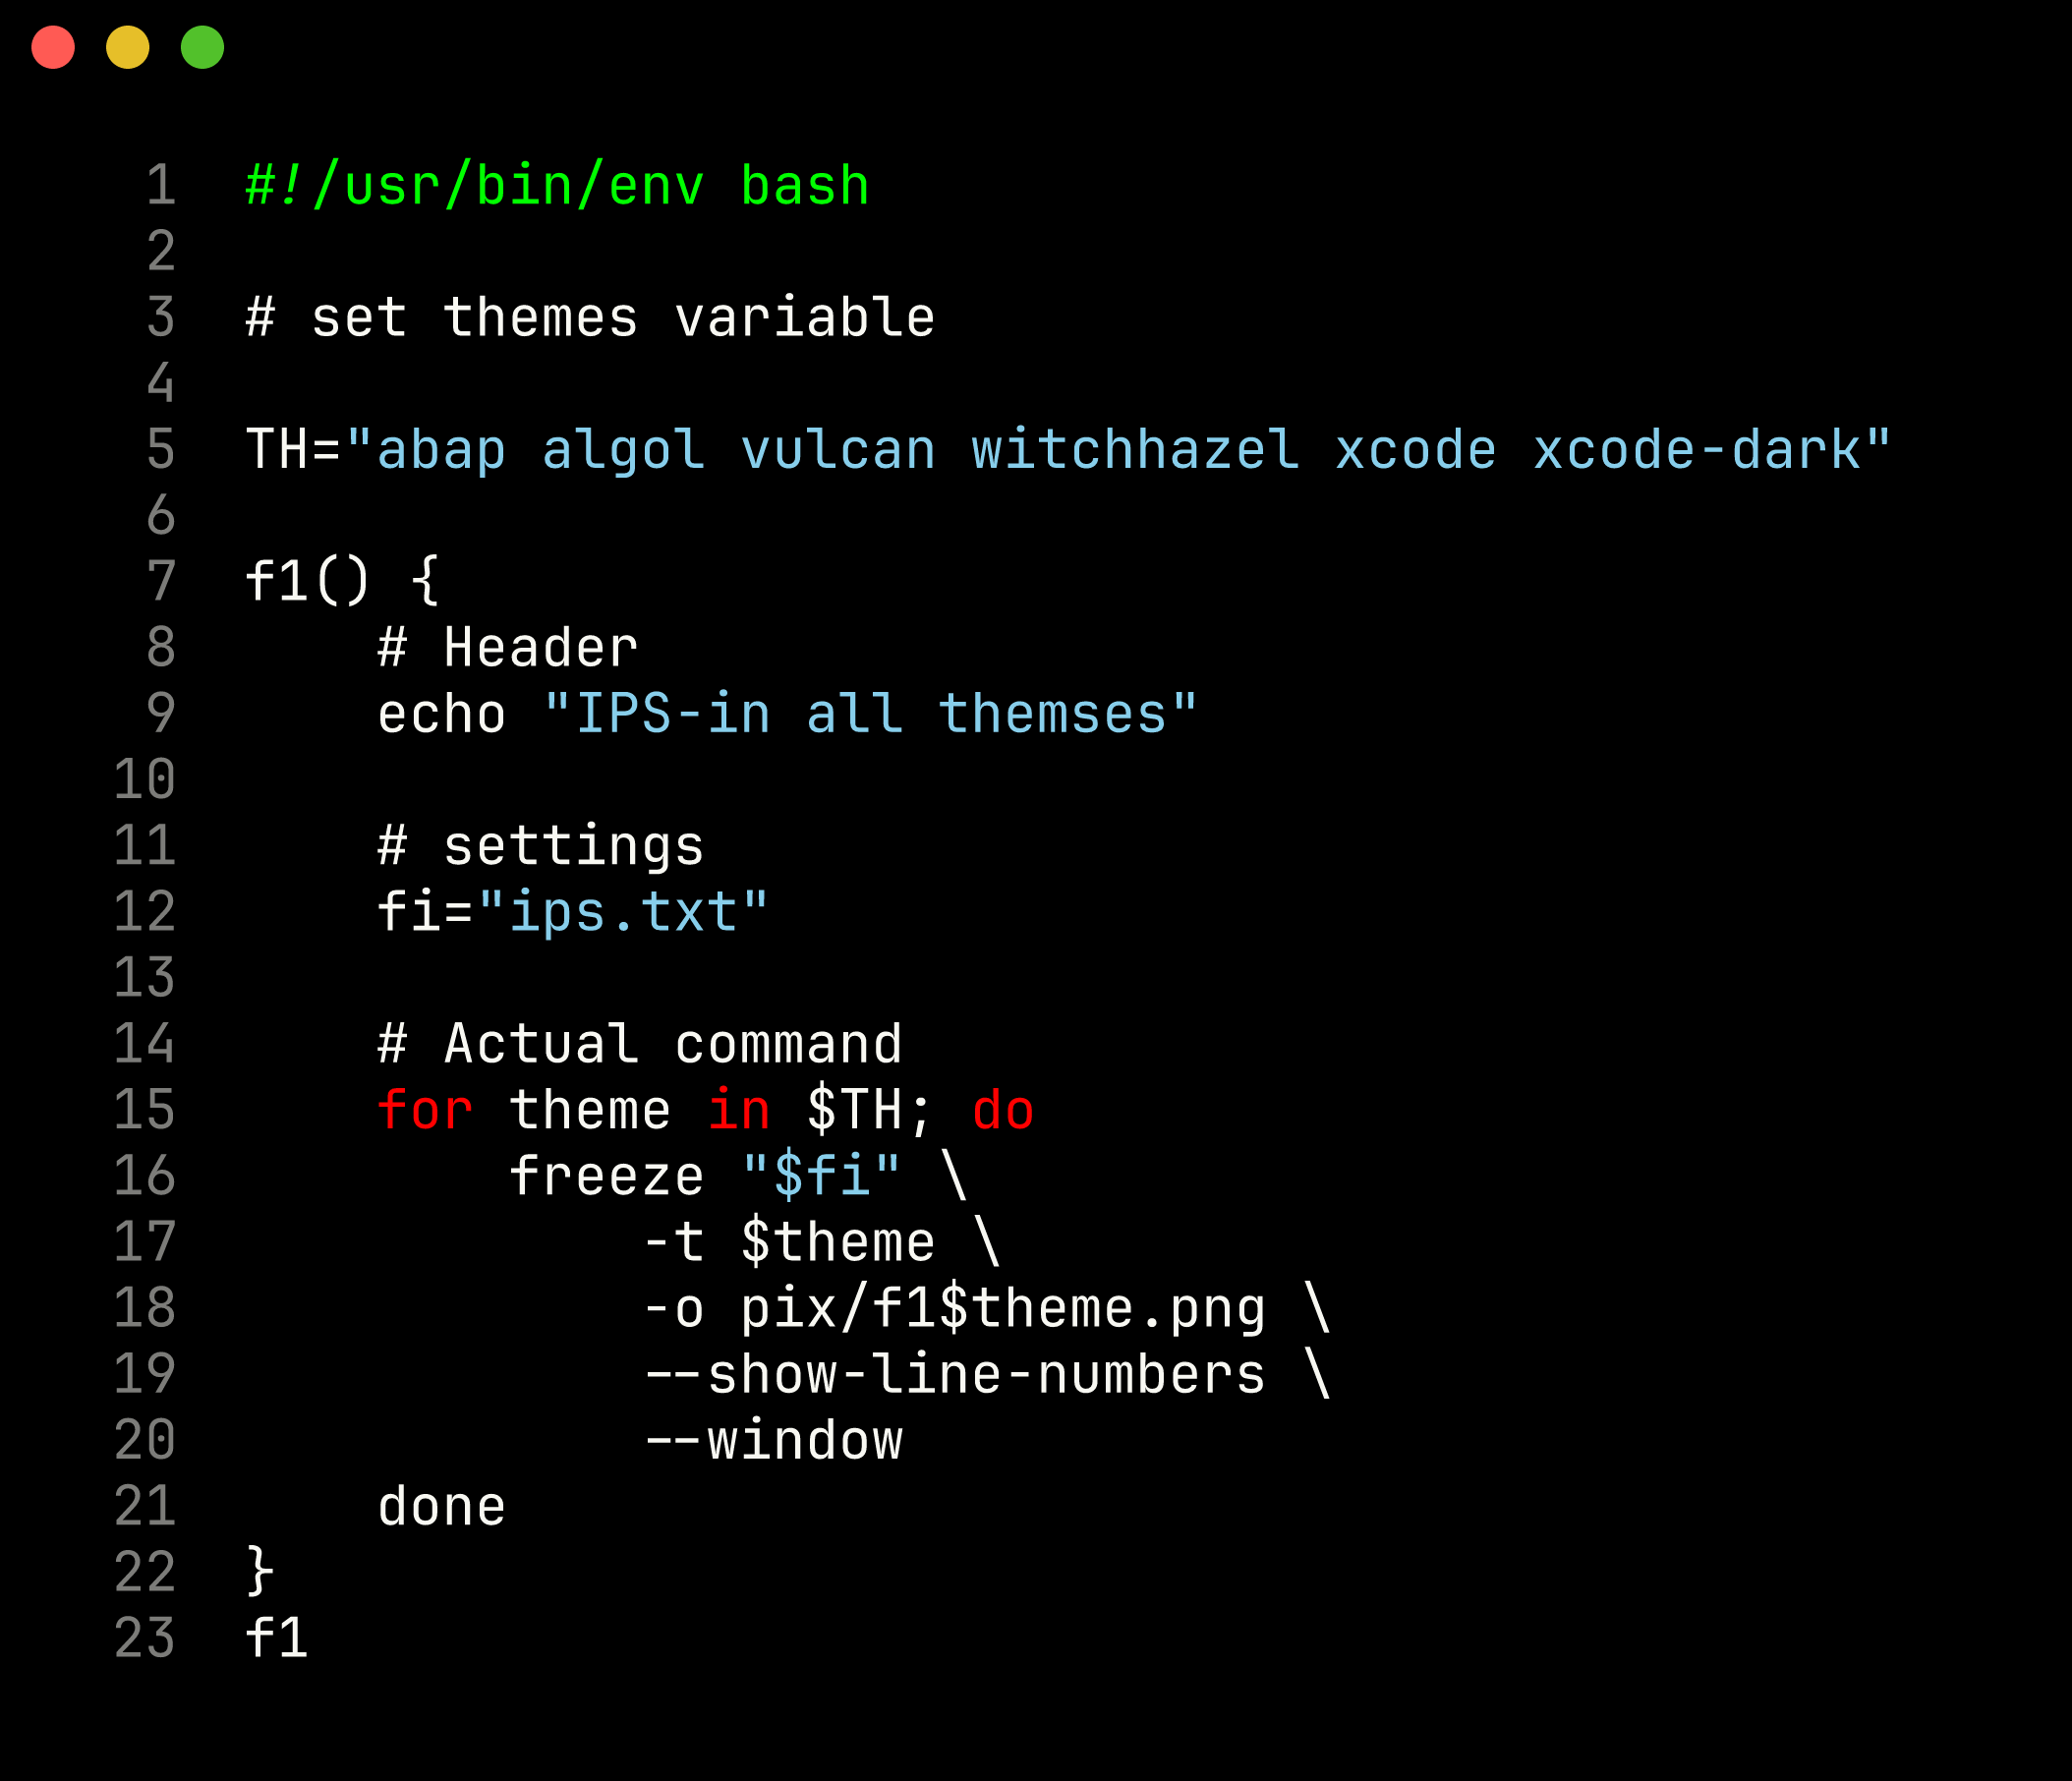 1 #!/usr/bin/env bash
2
3 # set themes variable
4
5 TH="abap algol vulcan witchhazel xcode xcode-dark"
6
7 f1() {
8     # Header
9     echo "IPS-in all themses"
10
11     # settings
12     fi="ips.txt"
13
14     # Actual command
15     for theme in $TH; do
16         freeze "$fi" \
17             -t $theme \
18             -o pix/f1$theme.png \
19             --show-line-numbers \
20             --window
21     done
22 }
23 f1